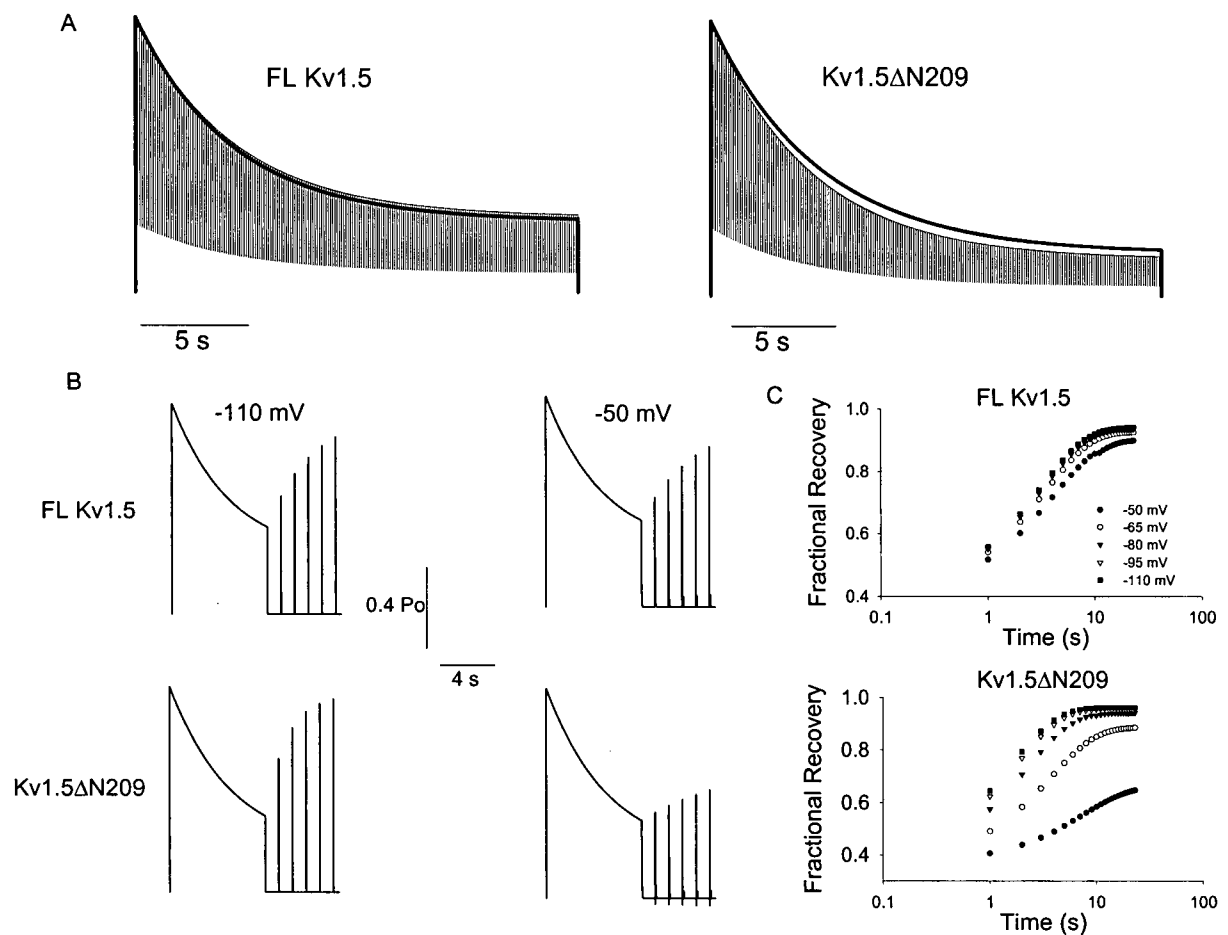 A
FL Kv1.5
Kv1.5ΔN209
5 s
5 s
B
-110 mV
-50 mV
FL Kv1.5
0.4 Po
4 s
Kv1.5ΔN209
C
FL Kv1.5
Fractional Recovery
1.0
0.8
0.6
0.4
-50 mV
-65 mV
-80 mV
-95 mV
-110 mV
0.1
1
10
100
Time (s)
Kv1.5ΔN209
Fractional Recovery
1.0
0.8
0.6
0.4
0.1
1
10
100
Time (s)